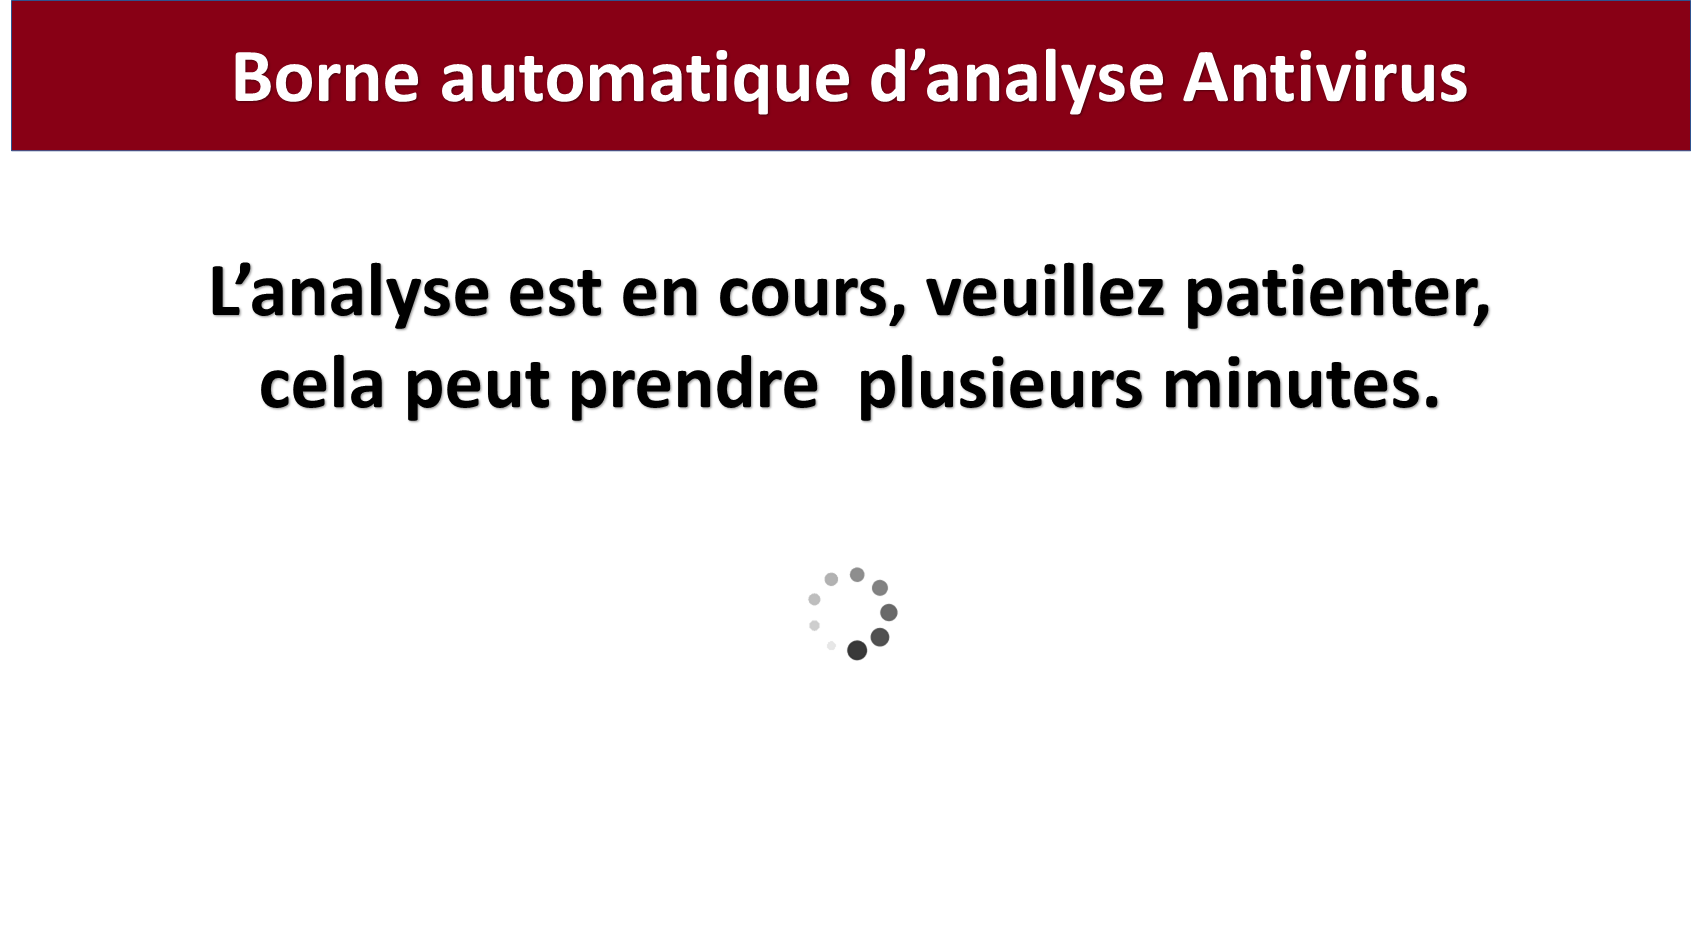 Borne automatique d’analyse Antivirus
L’analyse est en cours, veuillez patienter,
cela peut prendre  plusieurs minutes.